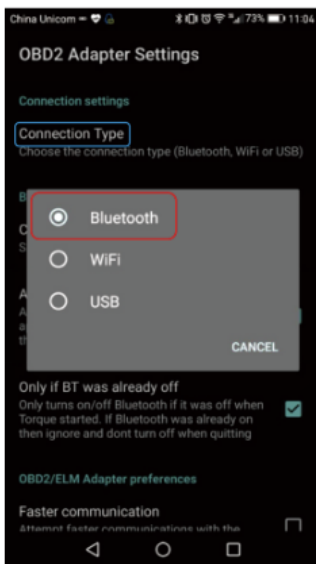 China Unicom 73% 11:04
OBD2 Adapter Settings
Connection settings
Connection Type
Choose the connection type (Bluetooth, WiFi or USB)
B
Bluetooth
C
S
WiFi
A
A
USB
a
th
CANCEL
Only if BT was already off
Only turns on/off Bluetooth if it was off when
Torque started. If Bluetooth was already on
then ignore and dont turn off when quitting
OBD2/ELM Adapter preferences
Faster communication
Attempt faster communications with the